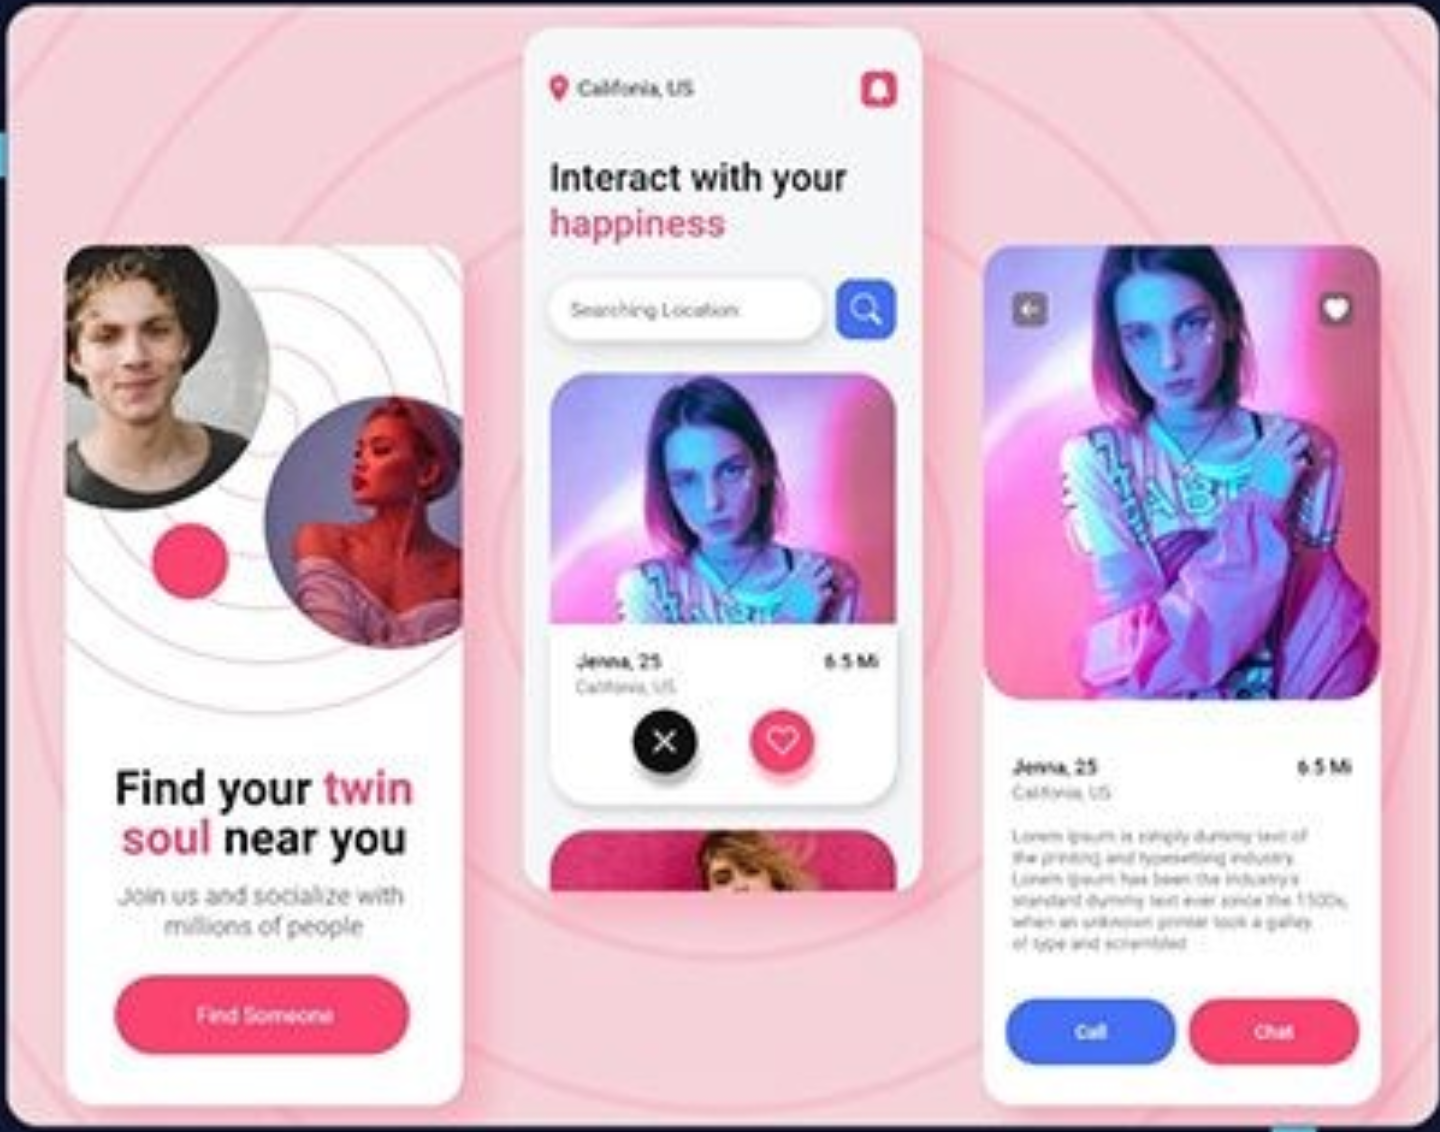 Find your twin
soul near you
Join us and socialize with
millions of people
Find Someone
Califonia, US
Interact with your
happiness
Searching Location
Jenna, 25
6.5 Mi
Califonia, US
Jenna, 25
6.5 Mi
Califonia, US
Lorem Ipsum is simply dummy text of
the printing and typesetting industry.
Lorem Ipsum has been the industry's
standard dummy text ever since the 1500s,
when an unknown printer took a galley
of type and scrambled
Call
Chat